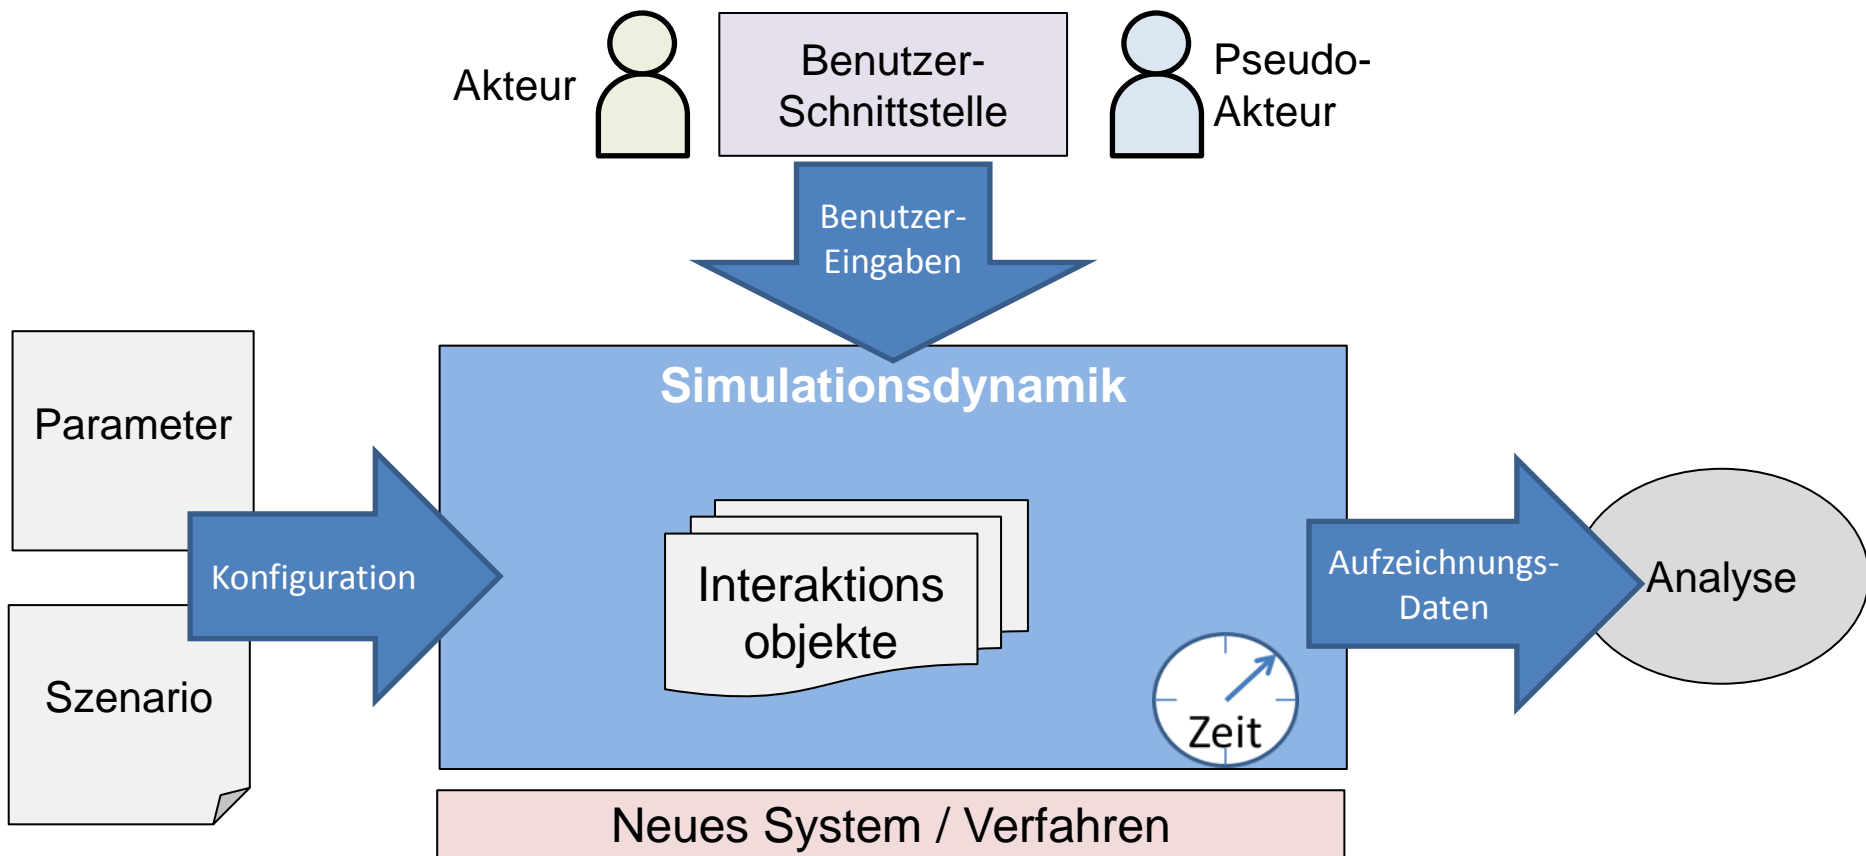 Akteur
Benutzer-
Schnittstelle
Pseudo-
Akteur
Benutzer-
Eingaben
Parameter
Szenario
Konfiguration
Simulationsdynamik
Interaktions
objekte
Zeit
Aufzeichnungs-
Daten
Analyse
Neues System / Verfahren